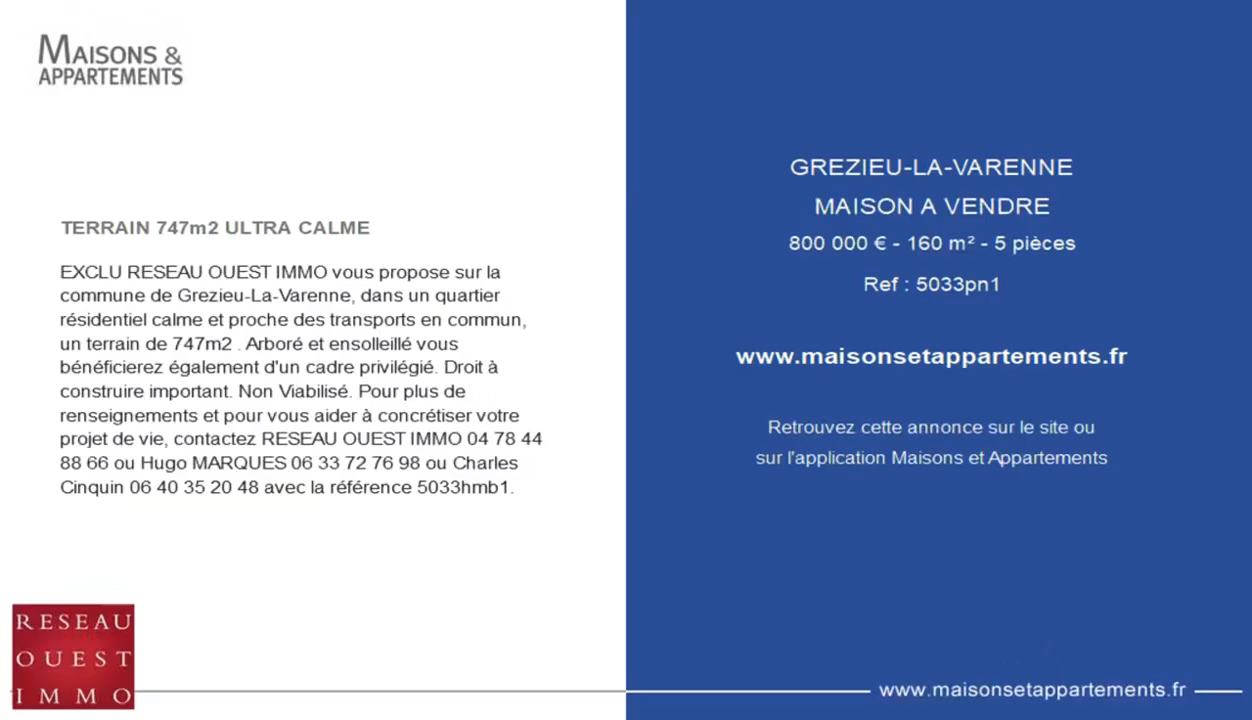 MAISONS &
APPARTEMENTS
TERRAIN 747m2 ULTRA CALME
EXCLU RESEAU OUEST IMMO vous propose sur la
commune de Grezieu-La-Varenne, dans un quartier
résidentiel calme et proche des transports en commun,
un terrain de 747m2 . Arboré et ensolleillé vous
bénéficierez également d'un cadre privilégié. Droit à
construire important. Non Viabilisé. Pour plus de
renseignements et pour vous aider à concrétiser votre
projet de vie, contactez RESEAU OUEST IMMO 04 78 44
88 66 ou Hugo MARQUES 06 33 72 76 98 ou Charles
Cinquin 06 40 35 20 48 avec la référence 5033hmb1.
RESEAU
OUEST
IMMO
GREZIEU-LA-VARENNE
MAISON A VENDRE
800 000 € - 160 m² - 5 pièces
Ref : 5033pn1
www.maisonsetappartements.fr
Retrouvez cette annonce sur le site ou
sur l'application Maisons et Appartements
www.maisonsetappartements.fr